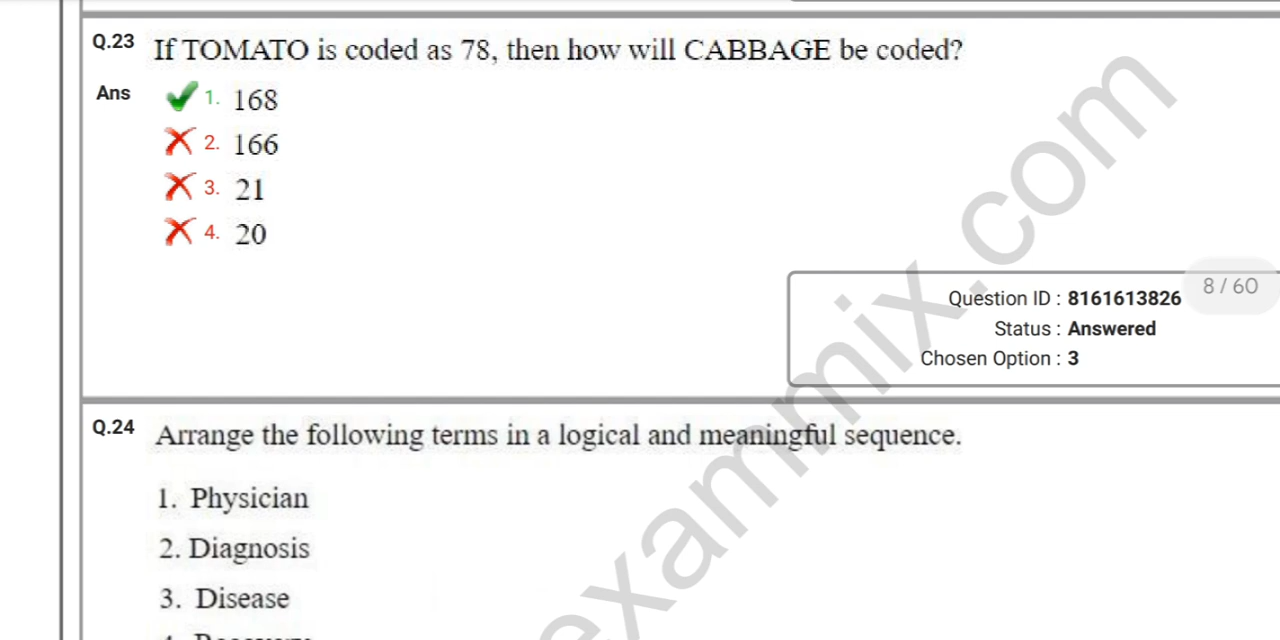 Q.23 If TOMATO is coded as 78, then how will CABBAGE be coded?
Ans 1. 168
2. 166
3. 21
4. 20
8 / 60
Question ID : 8161613826
Status : Answered
Chosen Option : 3
Q.24 Arrange the following terms in a logical and meaningful sequence.
1. Physician
2. Diagnosis
3. Disease
exammix.com